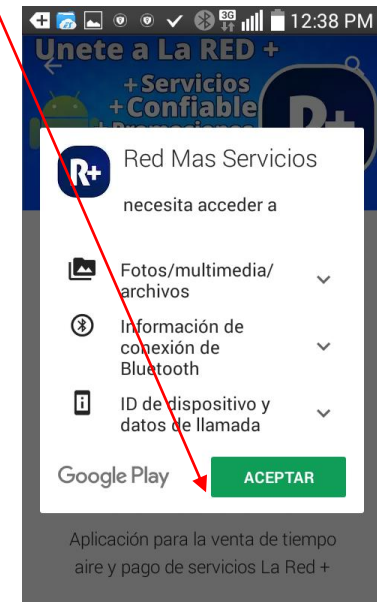 3G 12:38 PM
Unete a La RED +
+Servicios
+Confiable
+Promociones
R+
Red Mas Servicios
necesita acceder a
Fotos/multimedia/
archivos
Información de
conexión de
Bluetooth
ID de dispositivo y
datos de llamada
Google Play
ACEPTAR
Aplicación para la venta de tiempo
aire y pago de servicios La Red +